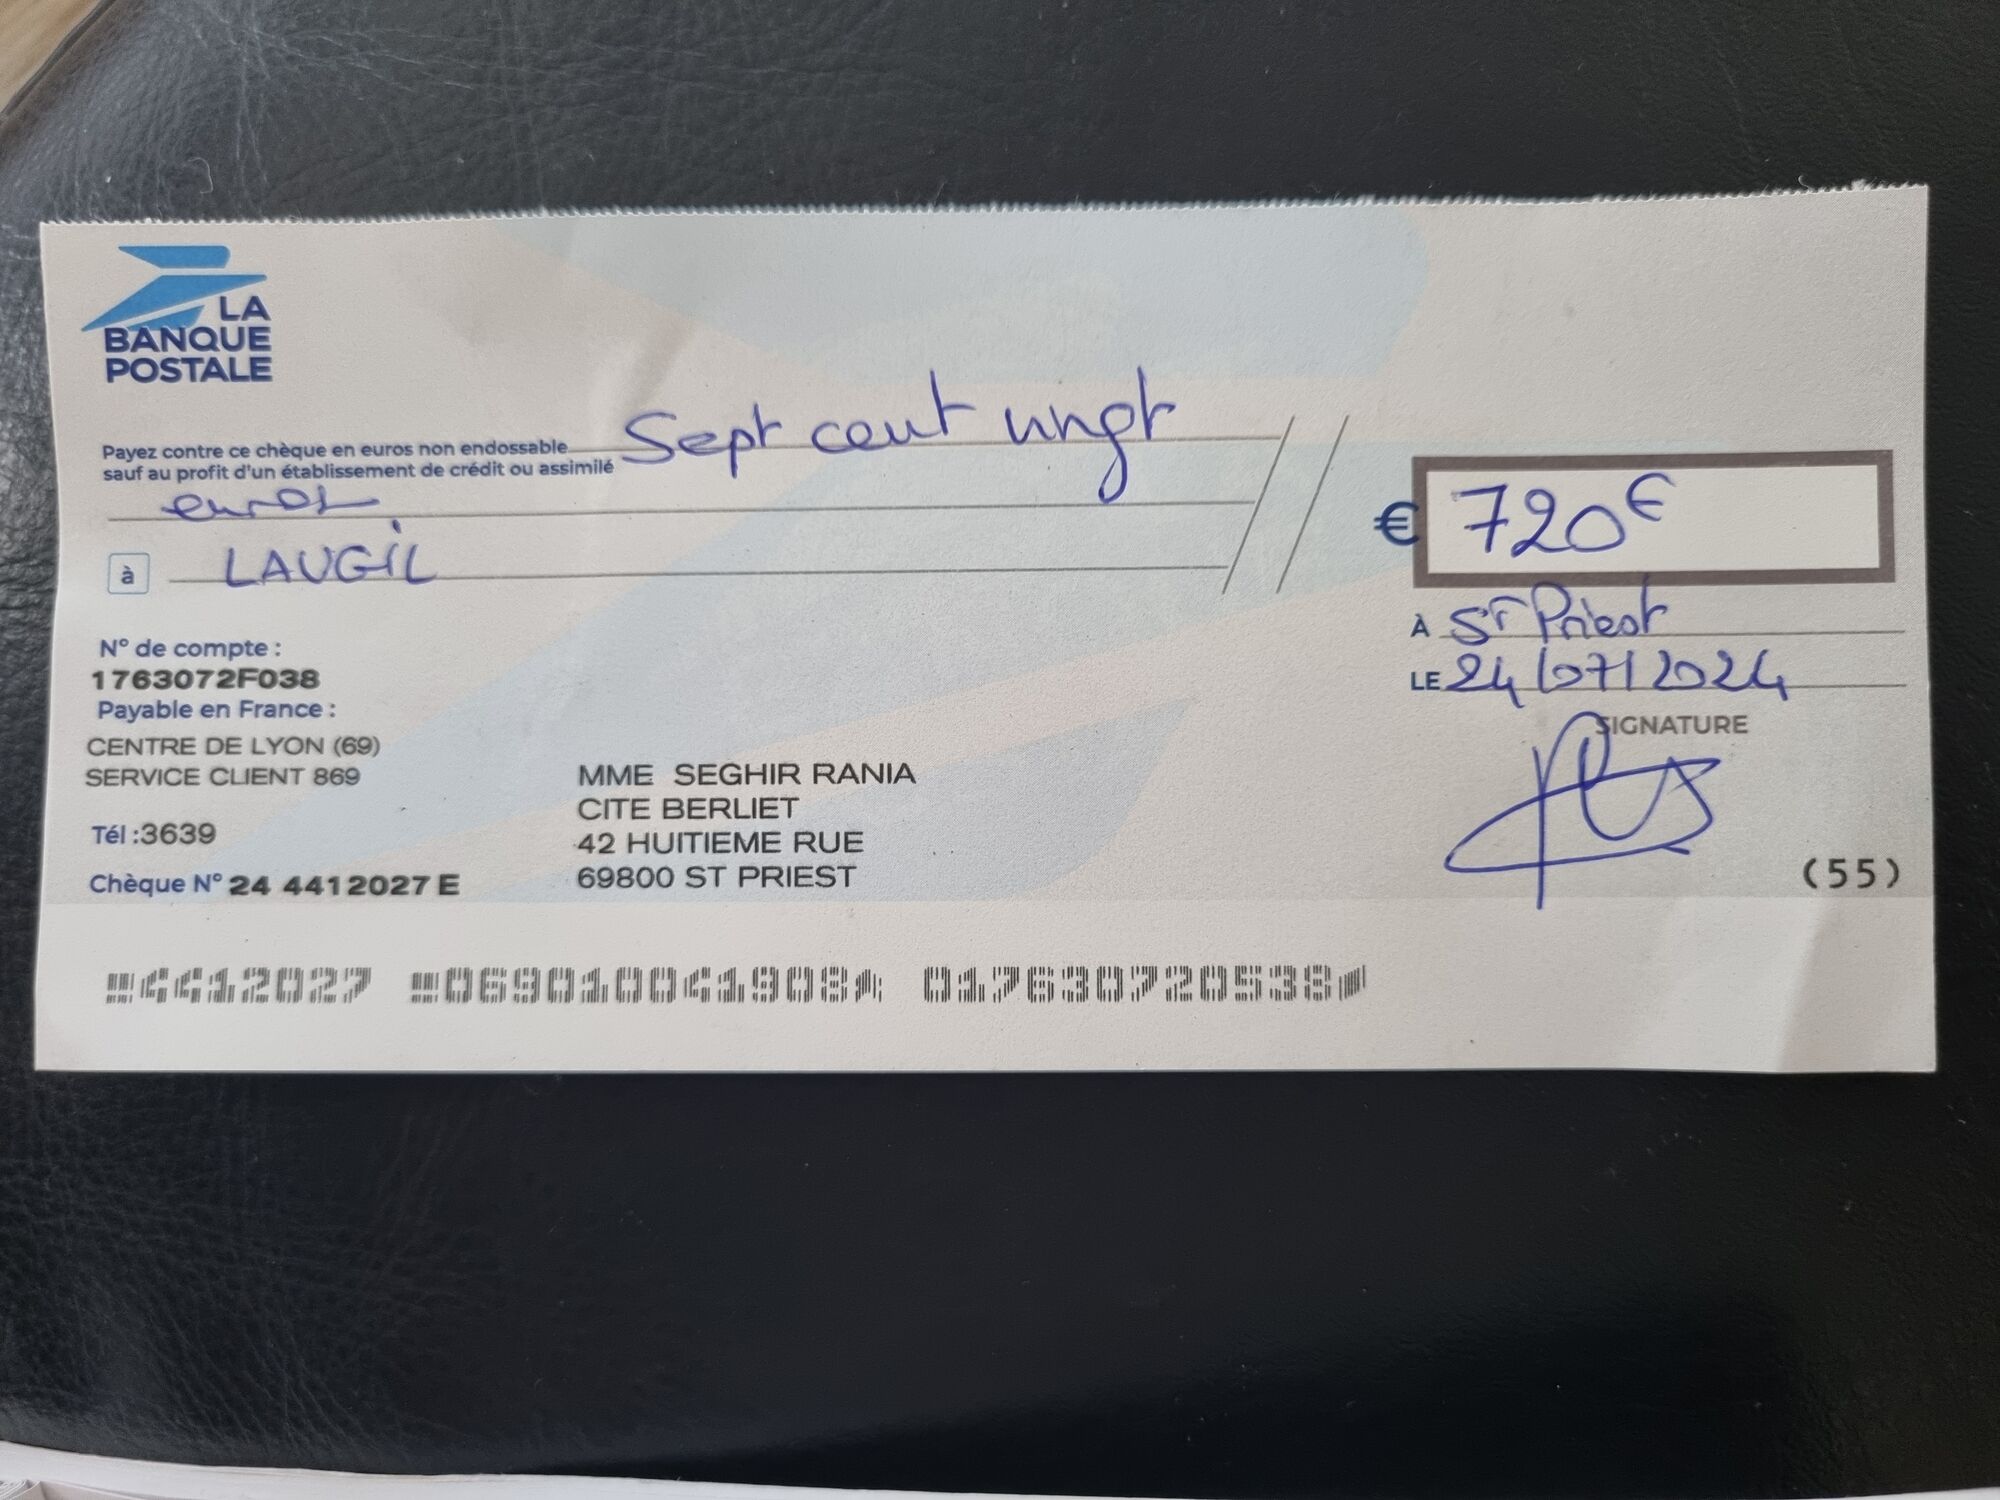 LA
BANQUE
POSTALE
Payez contre ce chèque en euros non endossable
sauf au profit d'un établissement de crédit ou assimilé
Sept cent vingt
euros
€ 720€
à LAUGIL
À St Priest
LE 24/07/2024
SIGNATURE
N° de compte :
1763072F038
Payable en France :
CENTRE DE LYON (69)
SERVICE CLIENT 869
Tél :3639
Chèque N° 24 4412027 E
MME SEGHIR RANIA
CITE BERLIET
42 HUITIEME RUE
69800 ST PRIEST
(55)
4412027 069010041908 017630720538